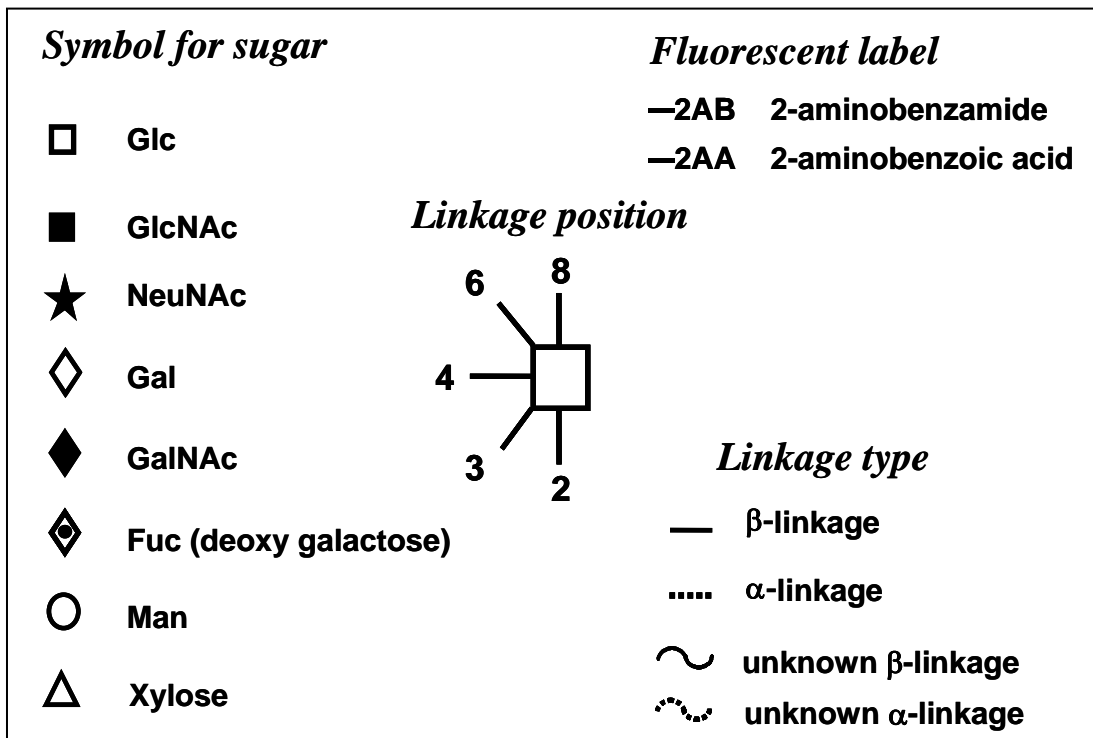 Symbol for sugar
Glc
GlcNAc
NeuNAc
Gal
GalNAc
Fuc (deoxy galactose)
Man
Xylose
Fluorescent label
—2AB 2-aminobenzamide
—2AA 2-aminobenzoic acid
Linkage position
8
6
4
3
2
Linkage type
β-linkage
α-linkage
unknown β-linkage
unknown α-linkage